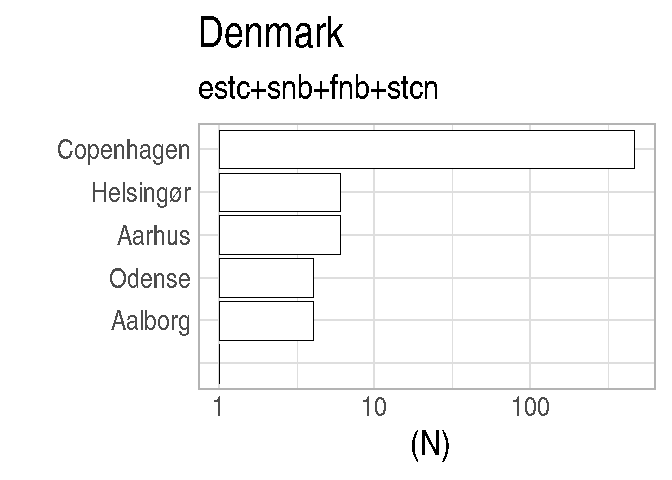 Denmark
estc+snb+fnb+stcn
Copenhagen
Helsingør
Aarhus
Odense
Aalborg
1 10 100
(N)